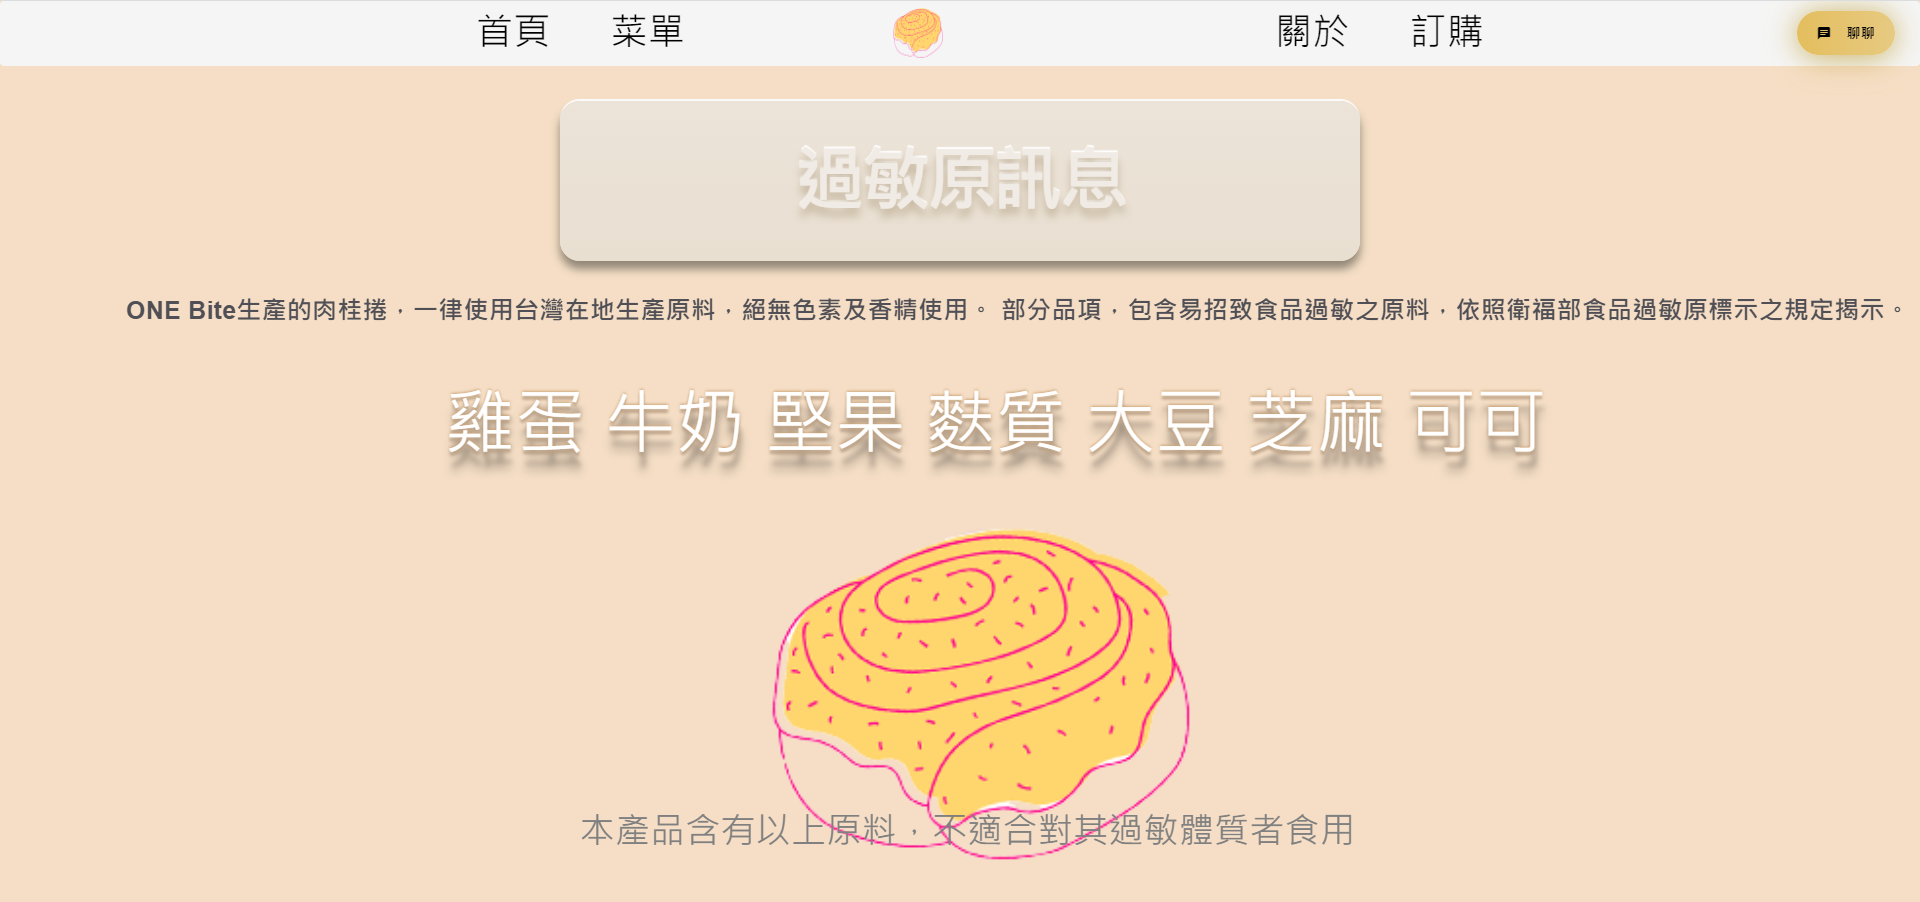 首頁 菜單 關於 訂購 聊聊
過敏原訊息
ONE Bite生產的肉桂捲，一律使用台灣在地生產原料，絕無色素及香精使用。 部分品項，包含易招致食品過敏之原料，依照衛福部食品過敏原標示之規定揭示。
雞蛋 牛奶 堅果 麩質 大豆 芝麻 可可
本產品含有以上原料，不適合對其過敏體質者食用